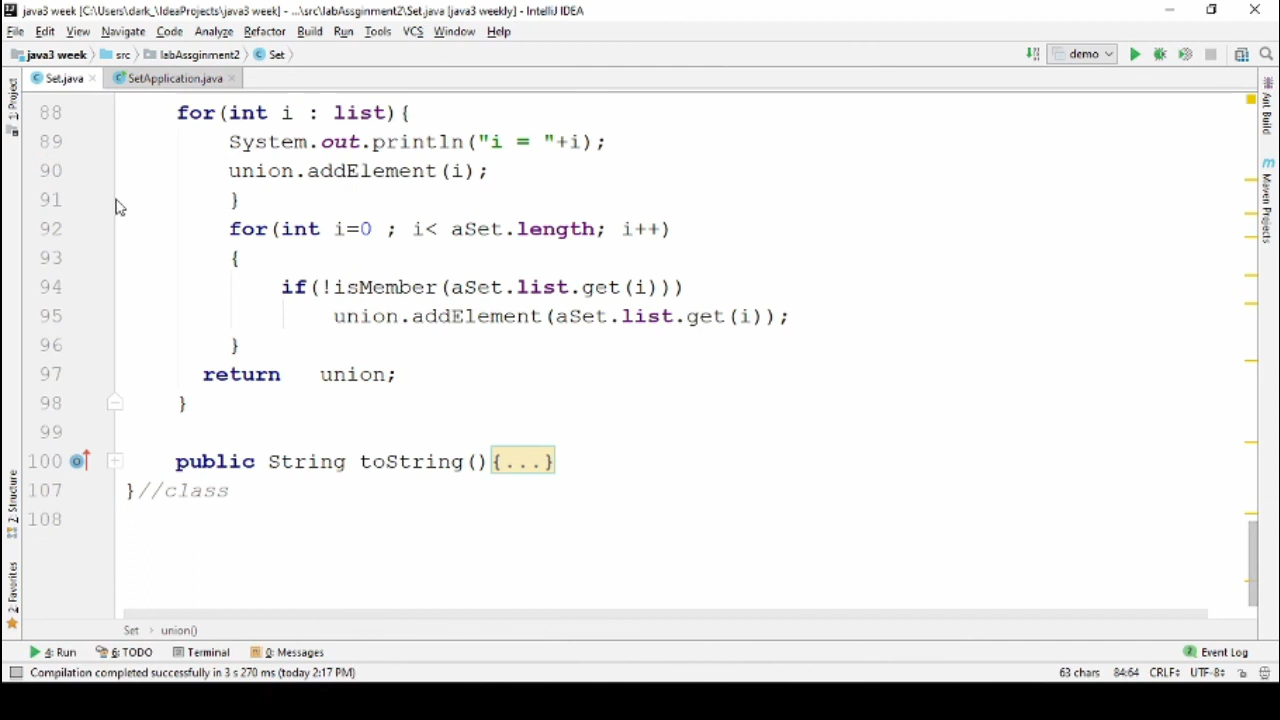 java3 week [C:\Users\dark_\IdeaProjects\java3 week] - ...\src\labAssginment2\Set.java [java3 weekly] - IntelliJ IDEA
File Edit View Navigate Code Analyze Refactor Build Run Tools VCS Window Help
java3 week src labAssginment2 Set demo
Set.java SetApplication.java
1: Project
Ant Build
Maven Projects
7: Structure
2: Favorites
88 for(int i : list){
89 System.out.println("i = "+i);
90 union.addElement(i);
91 }
92 for(int i=0 ; i< aSet.length; i++)
93 {
94 if(!isMember(aSet.list.get(i)))
95 union.addElement(aSet.list.get(i));
96 }
97 return union;
98 }
99
100 public String toString(){...}
107 }//class
108
Set union()
4: Run 6: TODO Terminal 0: Messages Event Log
Compilation completed successfully in 3 s 270 ms (today 2:17 PM) 63 chars 84:64 CRLF UTF-8